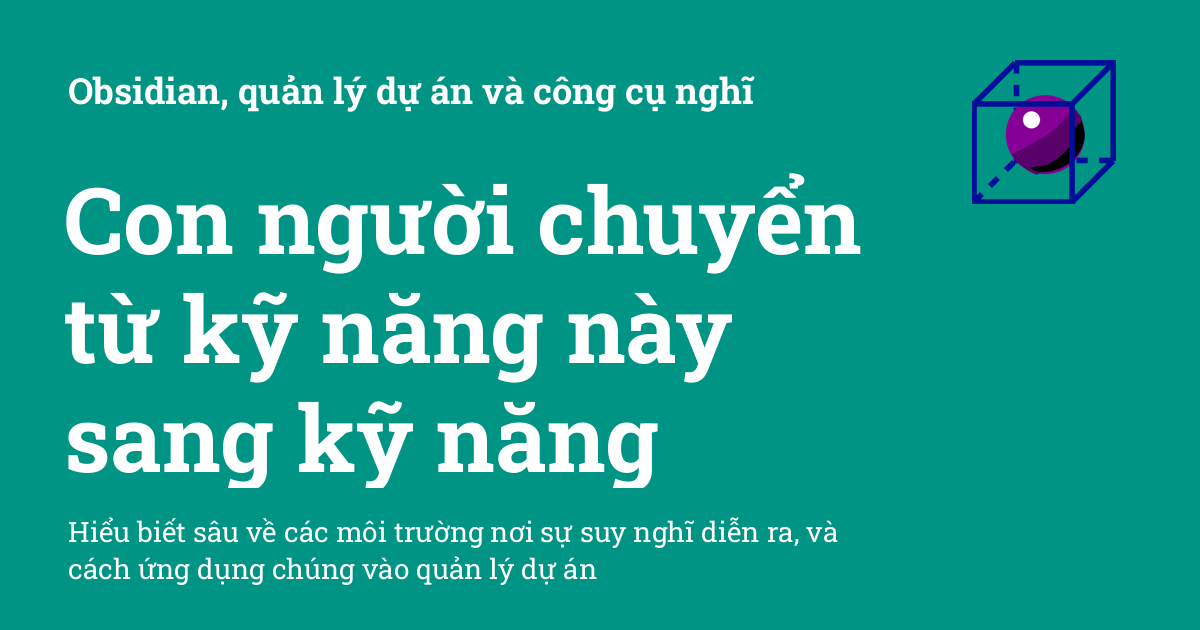 Obsidian, quản lý dự án và công cụ nghĩ
Con người chuyển
từ kỹ năng này
sang kỹ năng
Hiểu biết sâu về các môi trường nơi sự suy nghĩ diễn ra, và
cách ứng dụng chúng vào quản lý dự án